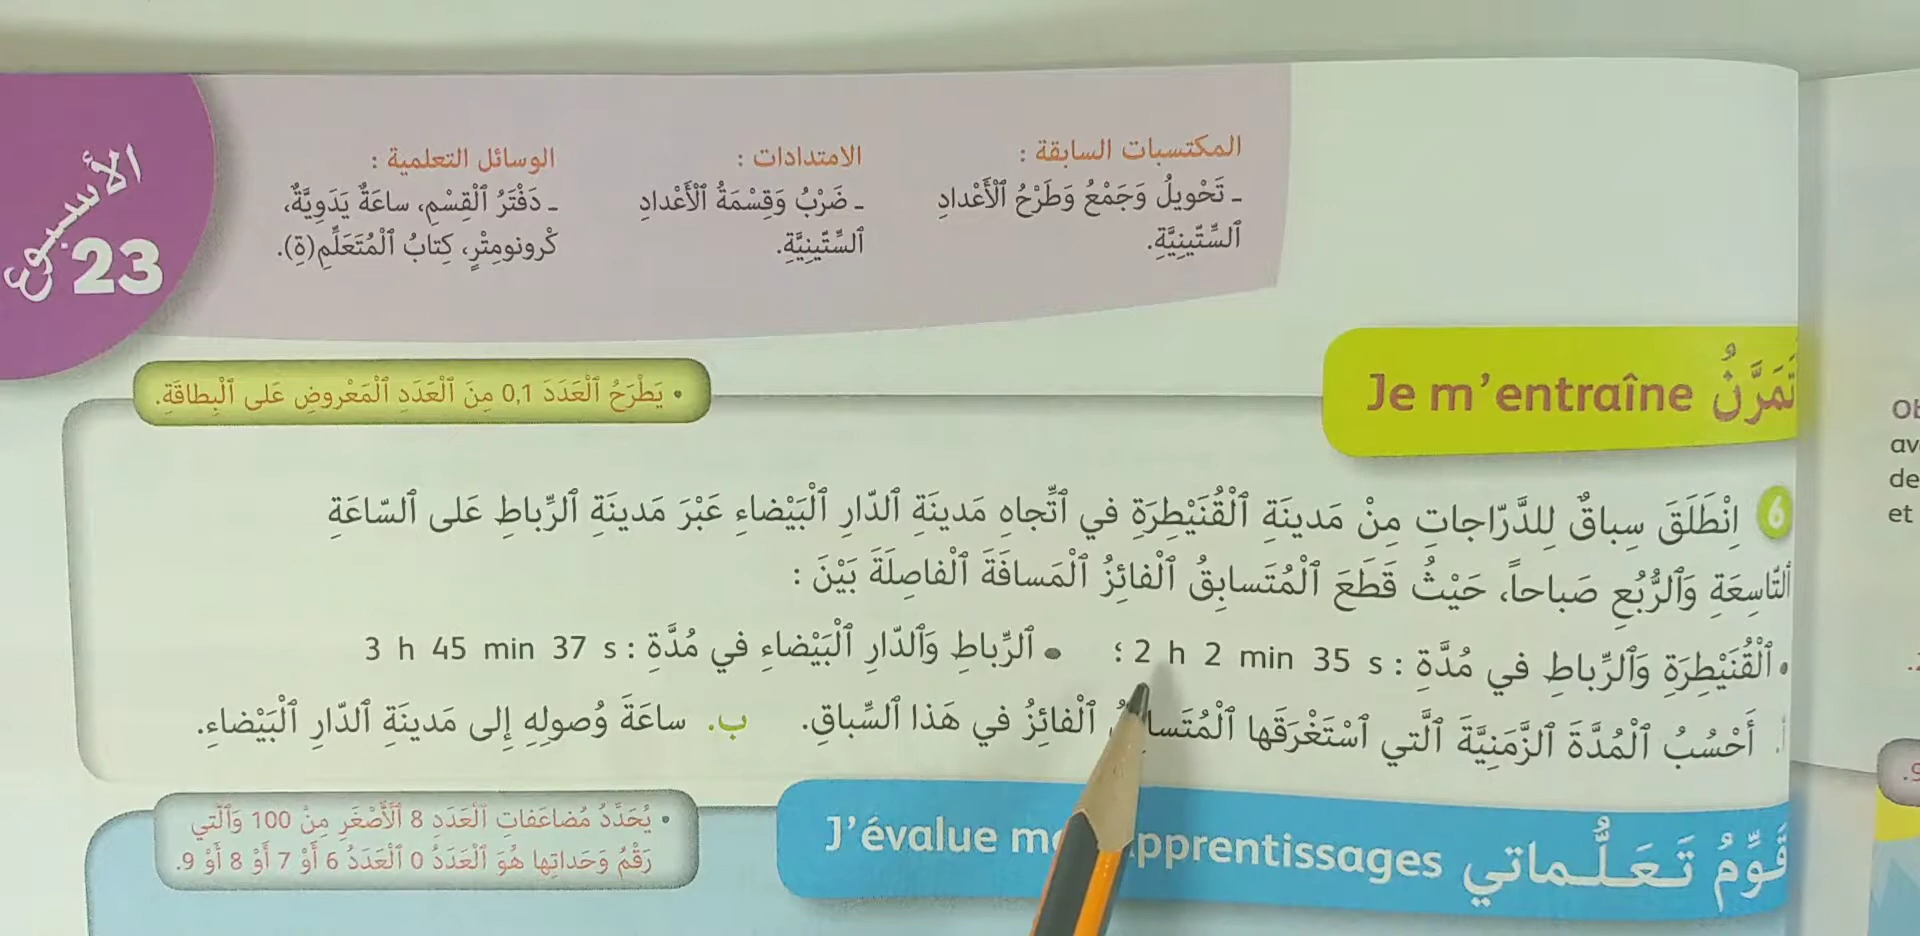 الأسبوع
23
المكتسبات السابقة :
ـ تَحْويلُ وَجَمْعُ وَطَرْحُ ٱلْأَعْدادِ
ٱلسِّتّينِيَّةِ.
الامتدادات :
ـ ضَرْبُ وَقِسْمَةُ ٱلْأَعْدادِ
ٱلسِّتّينِيَّةِ.
الوسائل التعلمية :
ـ دَفْتَرُ ٱلْقِسْمِ، ساعَةٌ يَدَوِيَّةٌ،
كْرونومِتْرٍ، كِتابُ ٱلْمُتَعَلِّمِ(ةِ).
تَمَرَّنُ Je m’entraîne
• يَطْرَحُ ٱلْعَدَدَ 0,1 مِنَ ٱلْعَدَدِ ٱلْمَعْروضِ عَلى ٱلْبِطاقَةِ.
6 اِنْطَلَقَ سِباقٌ لِلدَّرّاجاتِ مِنْ مَدينَةِ ٱلْقُنَيْطِرَةِ في ٱتِّجاهِ مَدينَةِ ٱلدّارِ ٱلْبَيْضاءِ عَبْرَ مَدينَةِ ٱلرِّباطِ عَلى ٱلسّاعَةِ
ٱلتّاسِعَةِ وَٱلرُّبُعِ صَباحاً، حَيْثُ قَطَعَ ٱلْمُتَسابِقُ ٱلْفائِزُ ٱلْمَسافَةَ ٱلْفاصِلَةَ بَيْنَ :
• ٱلْقُنَيْطِرَةِ وَٱلرِّباطِ في مُدَّةِ : 2 h 2 min 35 s ؛ • ٱلرِّباطِ وَٱلدّارِ ٱلْبَيْضاءِ في مُدَّةِ : 3 h 45 min 37 s
أ. أَحْسُبُ ٱلْمُدَّةَ ٱلزَّمَنِيَّةَ ٱلَّتي ٱسْتَغْرَقَها ٱلْفائِزُ في هَذا ٱلسِّباقِ. ب. ساعَةَ وُصولِهِ إِلى مَدينَةِ ٱلدّارِ ٱلْبَيْضاءِ.
• يُحَدِّدُ مُضاعَفاتِ ٱلْعَدَدِ 8 ٱلْأَصْغَرِ مِنْ 100 وَٱلَّتي
رَقْمُ وَحَداتِها هُوَ ٱلْعَدَدُ 0 ٱلْعَدَدُ 6 أَوْ 7 أَوْ 8 أَوْ 9.
قَوِّمُ تَـعَـلُّـماتي J’évalue
et